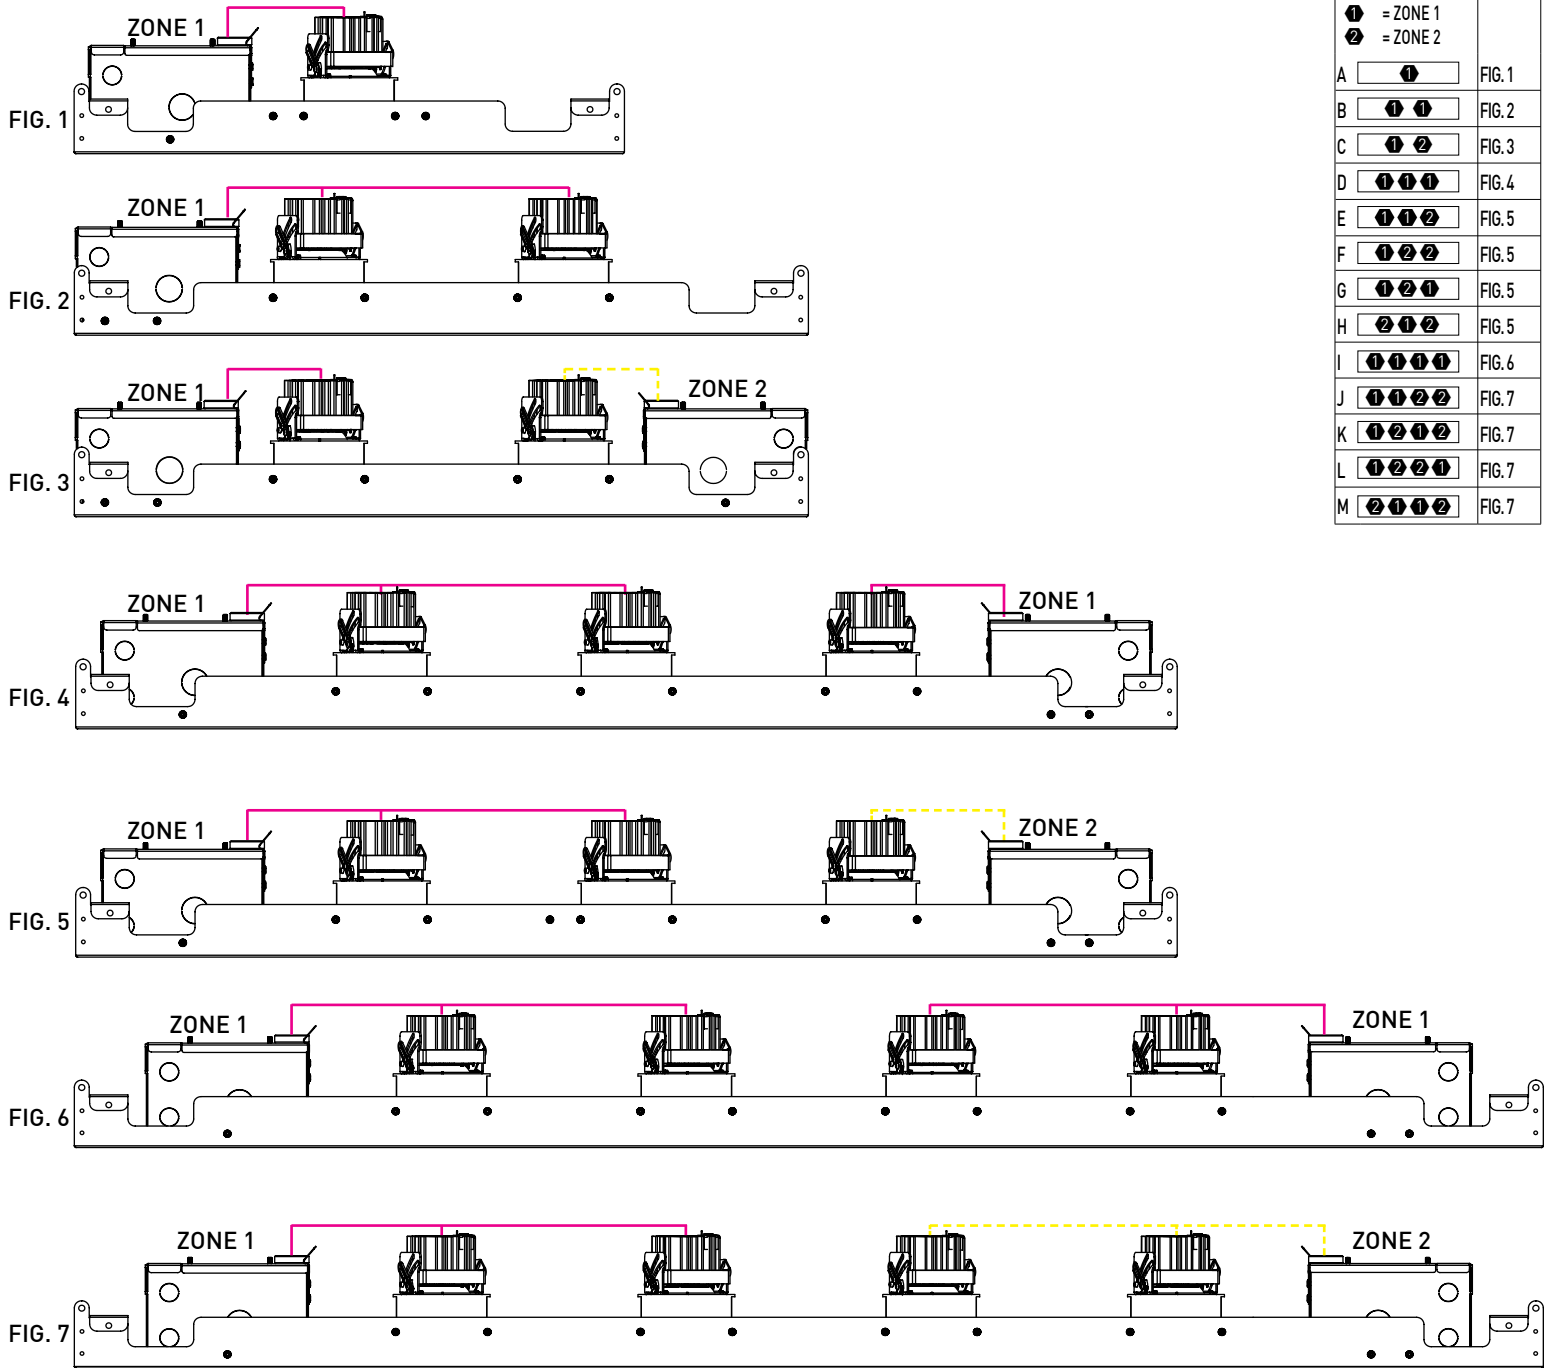 ZONE 1
FIG. 1
ZONE 1
FIG. 2
ZONE 1
ZONE 2
FIG. 3
ZONE 1
ZONE 1
FIG. 4
ZONE 1
ZONE 2
FIG. 5
ZONE 1
ZONE 1
FIG. 6
ZONE 1
ZONE 2
FIG. 7
1 = ZONE 1
2 = ZONE 2
A 1 FIG. 1
B 1 1 FIG. 2
C 1 2 FIG. 3
D 1 1 1 FIG. 4
E 1 1 2 FIG. 5
F 1 2 2 FIG. 5
G 1 2 1 FIG. 5
H 2 1 2 FIG. 5
I 1 1 1 1 FIG. 6
J 1 1 2 2 FIG. 7
K 1 2 1 2 FIG. 7
L 1 2 2 1 FIG. 7
M 2 1 1 2 FIG. 7